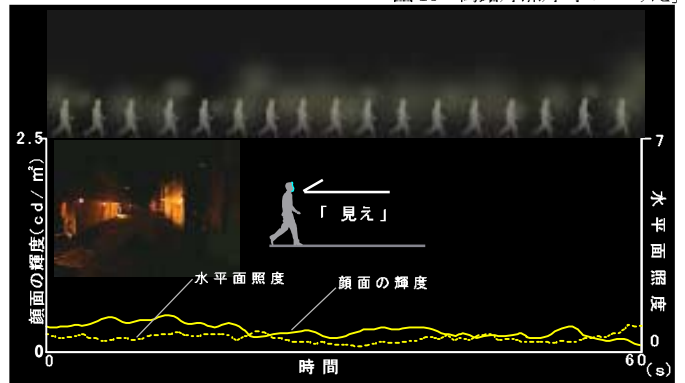 2.5
7
顔面の輝度(cd/㎡)
水平面照度
「見え」
水平面照度
顔面の輝度
0
0
0
60
(s)
時間